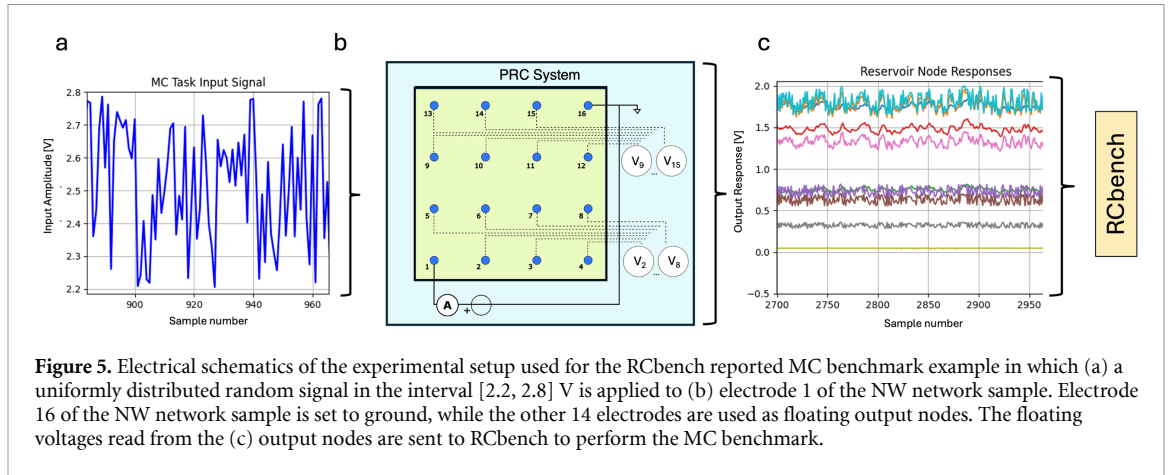 a
b
c
MC Task Input Signal
Input Amplitude [V]
2.8
2.7
2.6
2.5
2.4
2.3
2.2
900
920
940
960
Sample number
PRC System
13
14
15
16
9
10
11
12
V9
...
V15
5
6
7
8
1
2
3
4
V2
...
V8
A
+
Reservoir Node Responses
Output Response [V]
2.0
1.5
1.0
0.5
0.0
−0.5
2700
2750
2800
2850
2900
2950
Sample number
RCbench
Figure 5. Electrical schematics of the experimental setup used for the RCbench reported MC benchmark example in which (a) a
uniformly distributed random signal in the interval [2.2, 2.8] V is applied to (b) electrode 1 of the NW network sample. Electrode
16 of the NW network sample is set to ground, while the other 14 electrodes are used as floating output nodes. The floating
voltages read from the (c) output nodes are sent to RCbench to perform the MC benchmark.